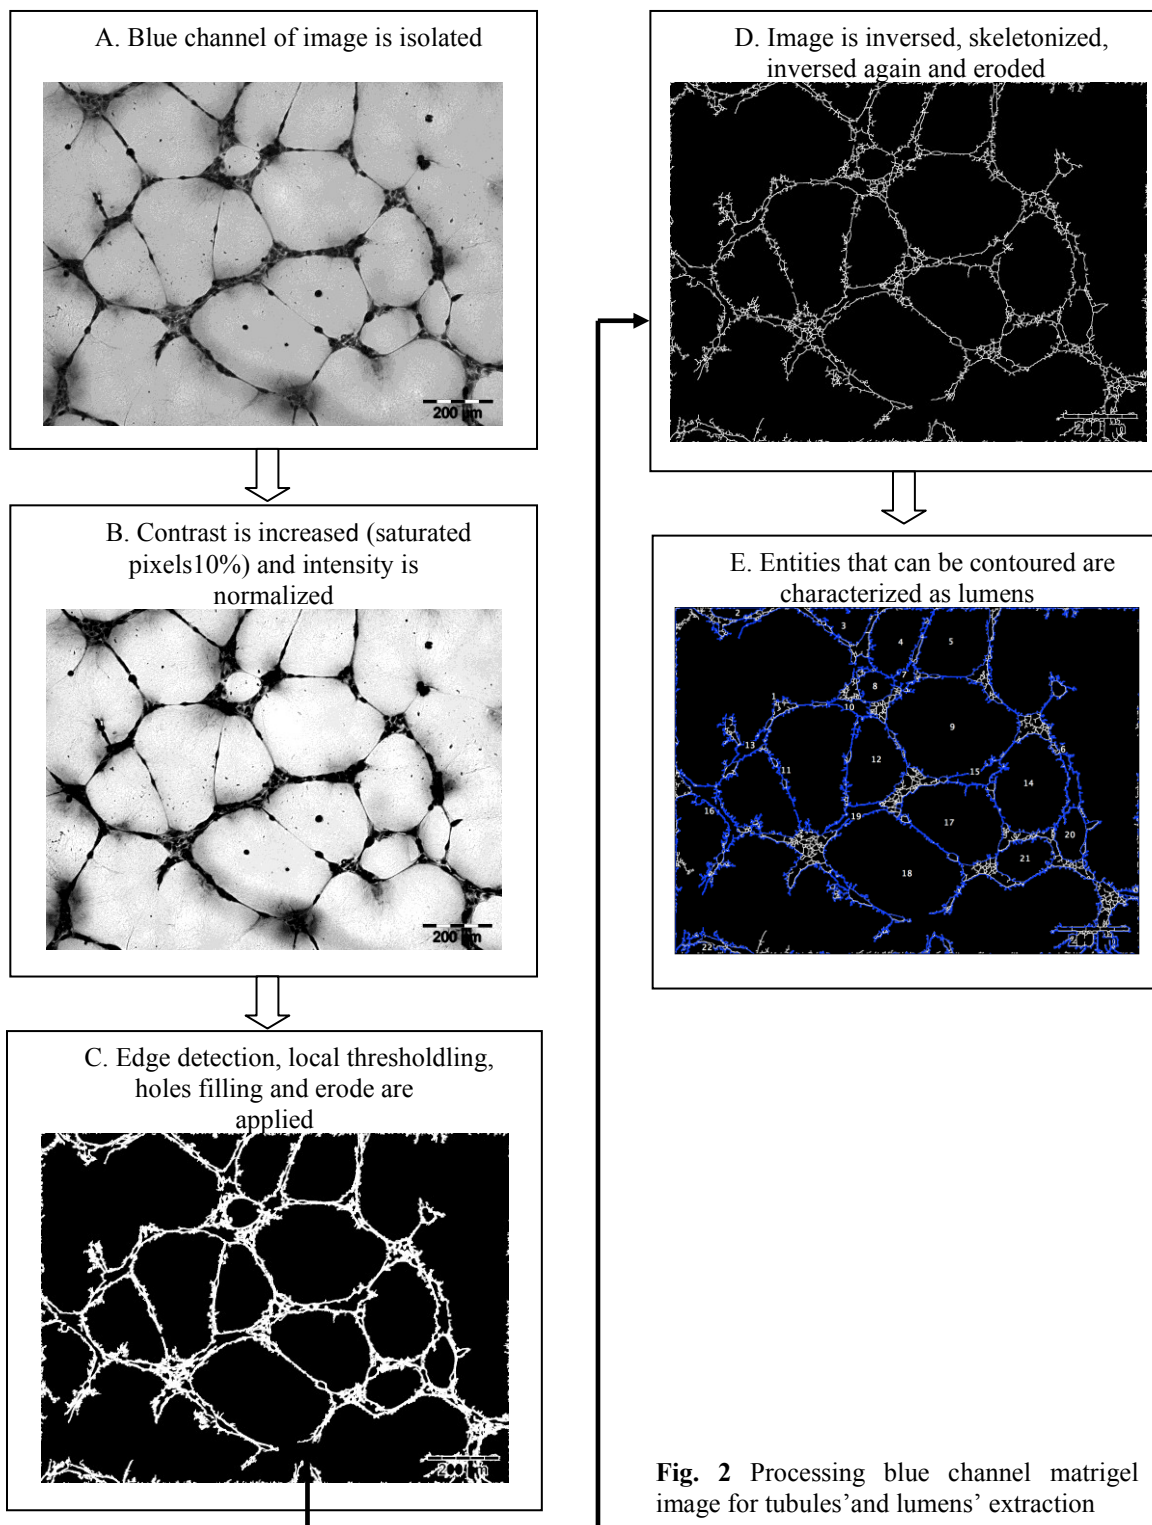 A. Blue channel of image is isolated
200 µm
B. Contrast is increased (saturated
pixels10%) and intensity is
normalized
200 µm
C. Edge detection, local thresholdling,
holes filling and erode are
applied
D. Image is inversed, skeletonized,
inversed again and eroded
E. Entities that can be contoured are
characterized as lumens
2
3
4
5
7
8
1
10
9
6
13
11
12
15
14
16
19
17
20
21
18
22
Fig. 2 Processing blue channel matrigel
image for tubules’and lumens’ extraction